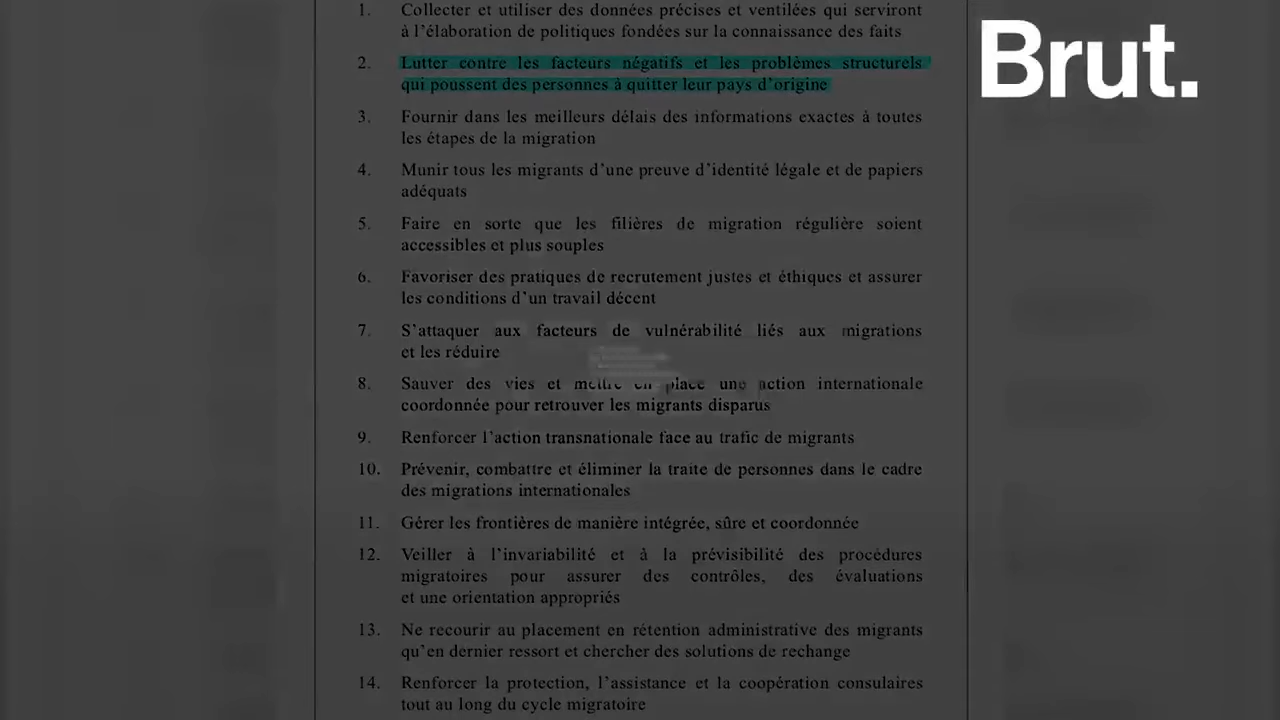 Brut.
1. Collecter et utiliser des données précises et ventilées qui serviront
à l'élaboration de politiques fondées sur la connaissance des faits
2. Lutter contre les facteurs négatifs et les problèmes structurels
qui poussent des personnes à quitter leur pays d'origine
3. Fournir dans les meilleurs délais des informations exactes à toutes
les étapes de la migration
4. Munir tous les migrants d'une preuve d'identité légale et de papiers
adéquats
5. Faire en sorte que les filières de migration régulière soient
accessibles et plus souples
6. Favoriser des pratiques de recrutement justes et éthiques et assurer
les conditions d'un travail décent
7. S'attaquer aux facteurs de vulnérabilité liés aux migrations
et les réduire
8. Sauver des vies et mettre en place une action internationale
coordonnée pour retrouver les migrants disparus
9. Renforcer l'action transnationale face au trafic de migrants
10. Prévenir, combattre et éliminer la traite de personnes dans le cadre
des migrations internationales
11. Gérer les frontières de manière intégrée, sûre et coordonnée
12. Veiller à l'invariabilité et à la prévisibilité des procédures
migratoires pour assurer des contrôles, des évaluations
et une orientation appropriés
13. Ne recourir au placement en rétention administrative des migrants
qu'en dernier ressort et chercher des solutions de rechange
14. Renforcer la protection, l'assistance et la coopération consulaires
tout au long du cycle migratoire